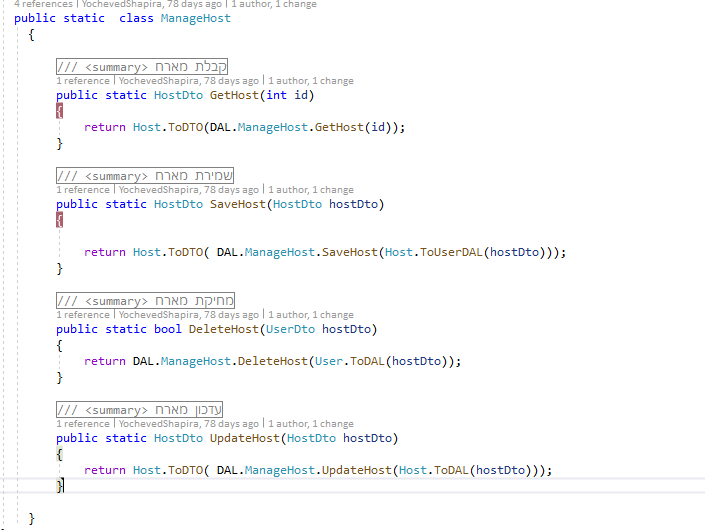 4 references | YochevedShapira, 78 days ago | 1 author, 1 change
public static  class ManageHost
{
/// <summary> קבלת מארח
1 reference | YochevedShapira, 78 days ago | 1 author, 1 change
public static HostDto GetHost(int id)
{
return Host.ToDTO(DAL.ManageHost.GetHost(id));
}
/// <summary> שמירת מארח
1 reference | YochevedShapira, 78 days ago | 1 author, 1 change
public static HostDto SaveHost(HostDto hostDto)
{
return Host.ToDTO( DAL.ManageHost.SaveHost(Host.ToUserDAL(hostDto)));
}
/// <summary> מחיקת מארח
1 reference | YochevedShapira, 78 days ago | 1 author, 1 change
public static bool DeleteHost(UserDto hostDto)
{
return DAL.ManageHost.DeleteHost(User.ToDAL(hostDto));
}
/// <summary> עדכון מארח
1 reference | YochevedShapira, 78 days ago | 1 author, 1 change
public static HostDto UpdateHost(HostDto hostDto)
{
return Host.ToDTO( DAL.ManageHost.UpdateHost(Host.ToDAL(hostDto)));
}
}